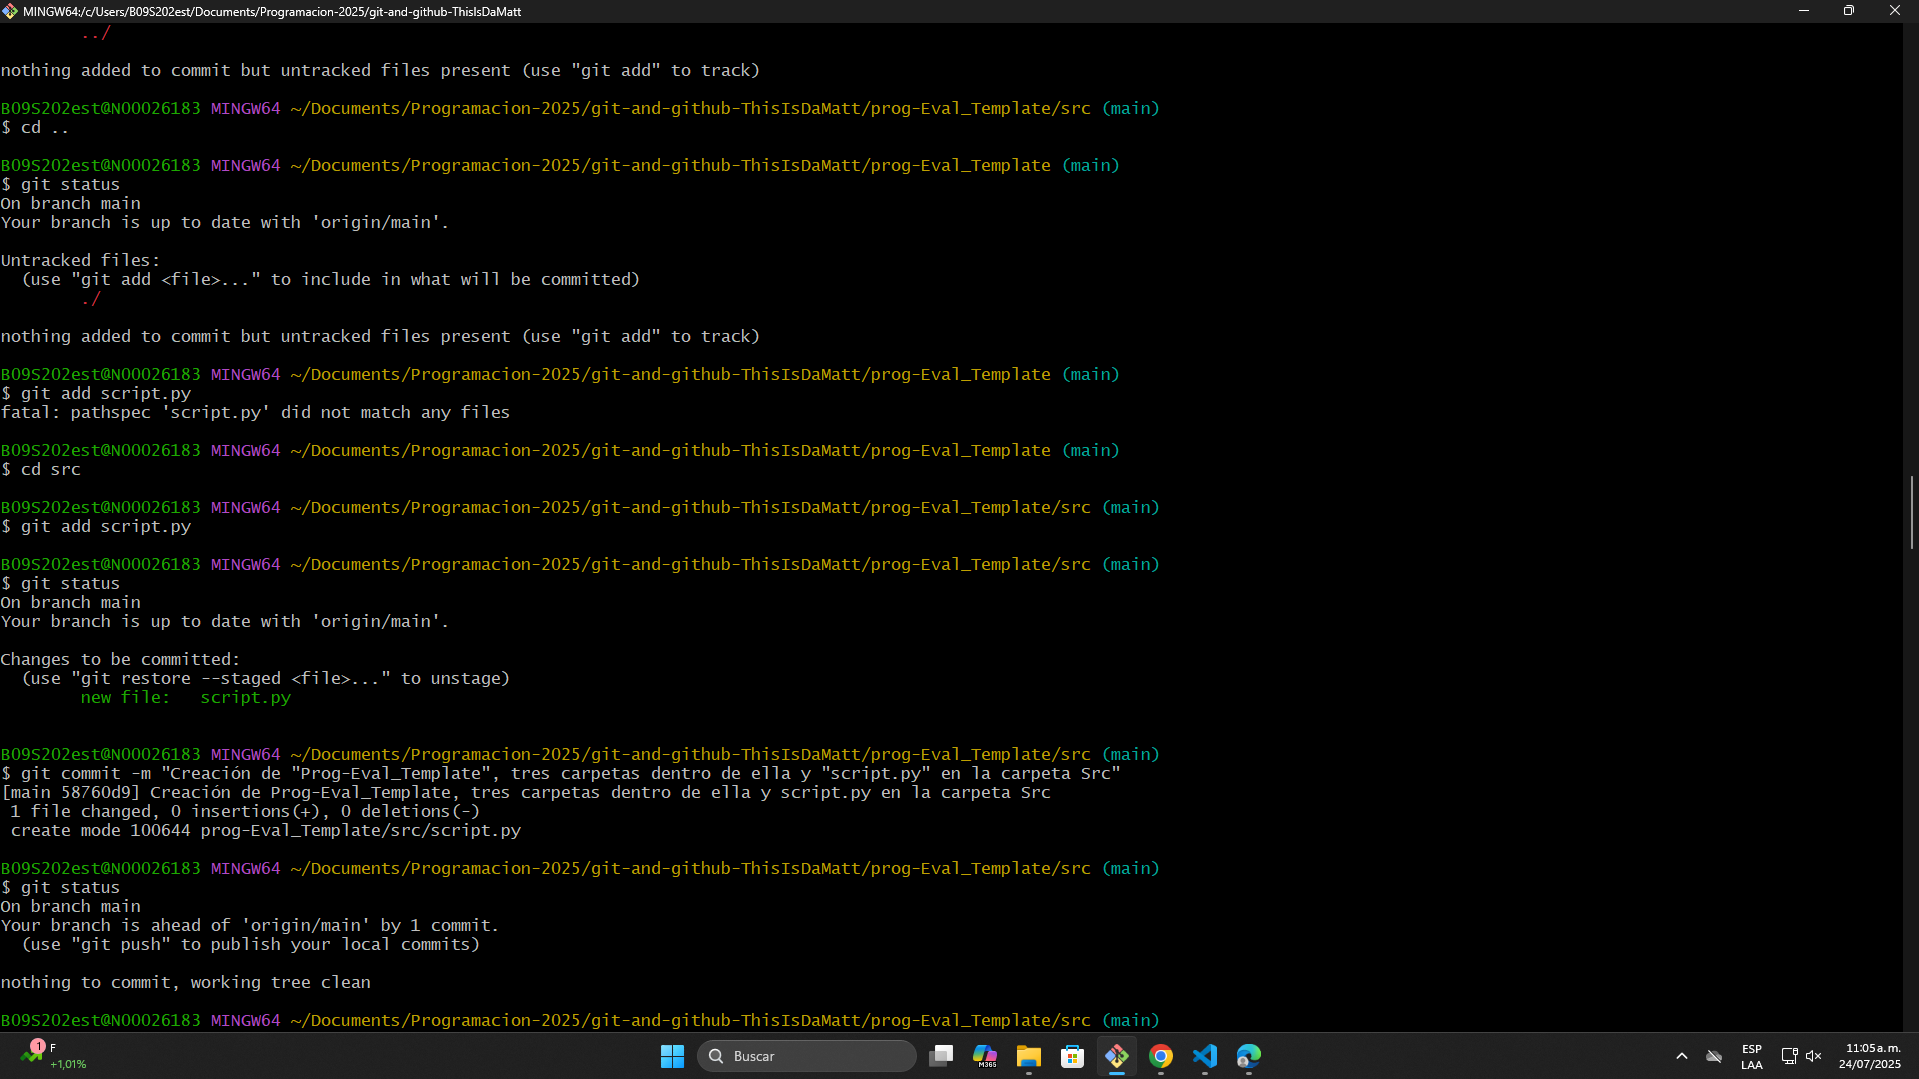 MINGW64:/c/Users/B09S202est/Documents/Programacion-2025/git-and-github-ThisIsDaMatt
../
nothing added to commit but untracked files present (use "git add" to track)
B09S202est@N00026183 MINGW64 ~/Documents/Programacion-2025/git-and-github-ThisIsDaMatt/prog-Eval_Template/src (main)
$ cd ..
B09S202est@N00026183 MINGW64 ~/Documents/Programacion-2025/git-and-github-ThisIsDaMatt/prog-Eval_Template (main)
$ git status
On branch main
Your branch is up to date with 'origin/main'.
Untracked files:
(use "git add <file>..." to include in what will be committed)
./
nothing added to commit but untracked files present (use "git add" to track)
B09S202est@N00026183 MINGW64 ~/Documents/Programacion-2025/git-and-github-ThisIsDaMatt/prog-Eval_Template (main)
$ git add script.py
fatal: pathspec 'script.py' did not match any files
B09S202est@N00026183 MINGW64 ~/Documents/Programacion-2025/git-and-github-ThisIsDaMatt/prog-Eval_Template (main)
$ cd src
B09S202est@N00026183 MINGW64 ~/Documents/Programacion-2025/git-and-github-ThisIsDaMatt/prog-Eval_Template/src (main)
$ git add script.py
B09S202est@N00026183 MINGW64 ~/Documents/Programacion-2025/git-and-github-ThisIsDaMatt/prog-Eval_Template/src (main)
$ git status
On branch main
Your branch is up to date with 'origin/main'.
Changes to be committed:
(use "git restore --staged <file>..." to unstage)
new file:   script.py
B09S202est@N00026183 MINGW64 ~/Documents/Programacion-2025/git-and-github-ThisIsDaMatt/prog-Eval_Template/src (main)
$ git commit -m "Creación de "Prog-Eval_Template", tres carpetas dentro de ella y "script.py" en la carpeta Src"
[main 58760d9] Creación de Prog-Eval_Template, tres carpetas dentro de ella y script.py en la carpeta Src
1 file changed, 0 insertions(+), 0 deletions(-)
create mode 100644 prog-Eval_Template/src/script.py
B09S202est@N00026183 MINGW64 ~/Documents/Programacion-2025/git-and-github-ThisIsDaMatt/prog-Eval_Template/src (main)
$ git status
On branch main
Your branch is ahead of 'origin/main' by 1 commit.
(use "git push" to publish your local commits)
nothing to commit, working tree clean
B09S202est@N00026183 MINGW64 ~/Documents/Programacion-2025/git-and-github-ThisIsDaMatt/prog-Eval_Template/src (main)
1
F
+1,01%
Buscar
M365
ESP
LAA
11:05 a. m.
24/07/2025